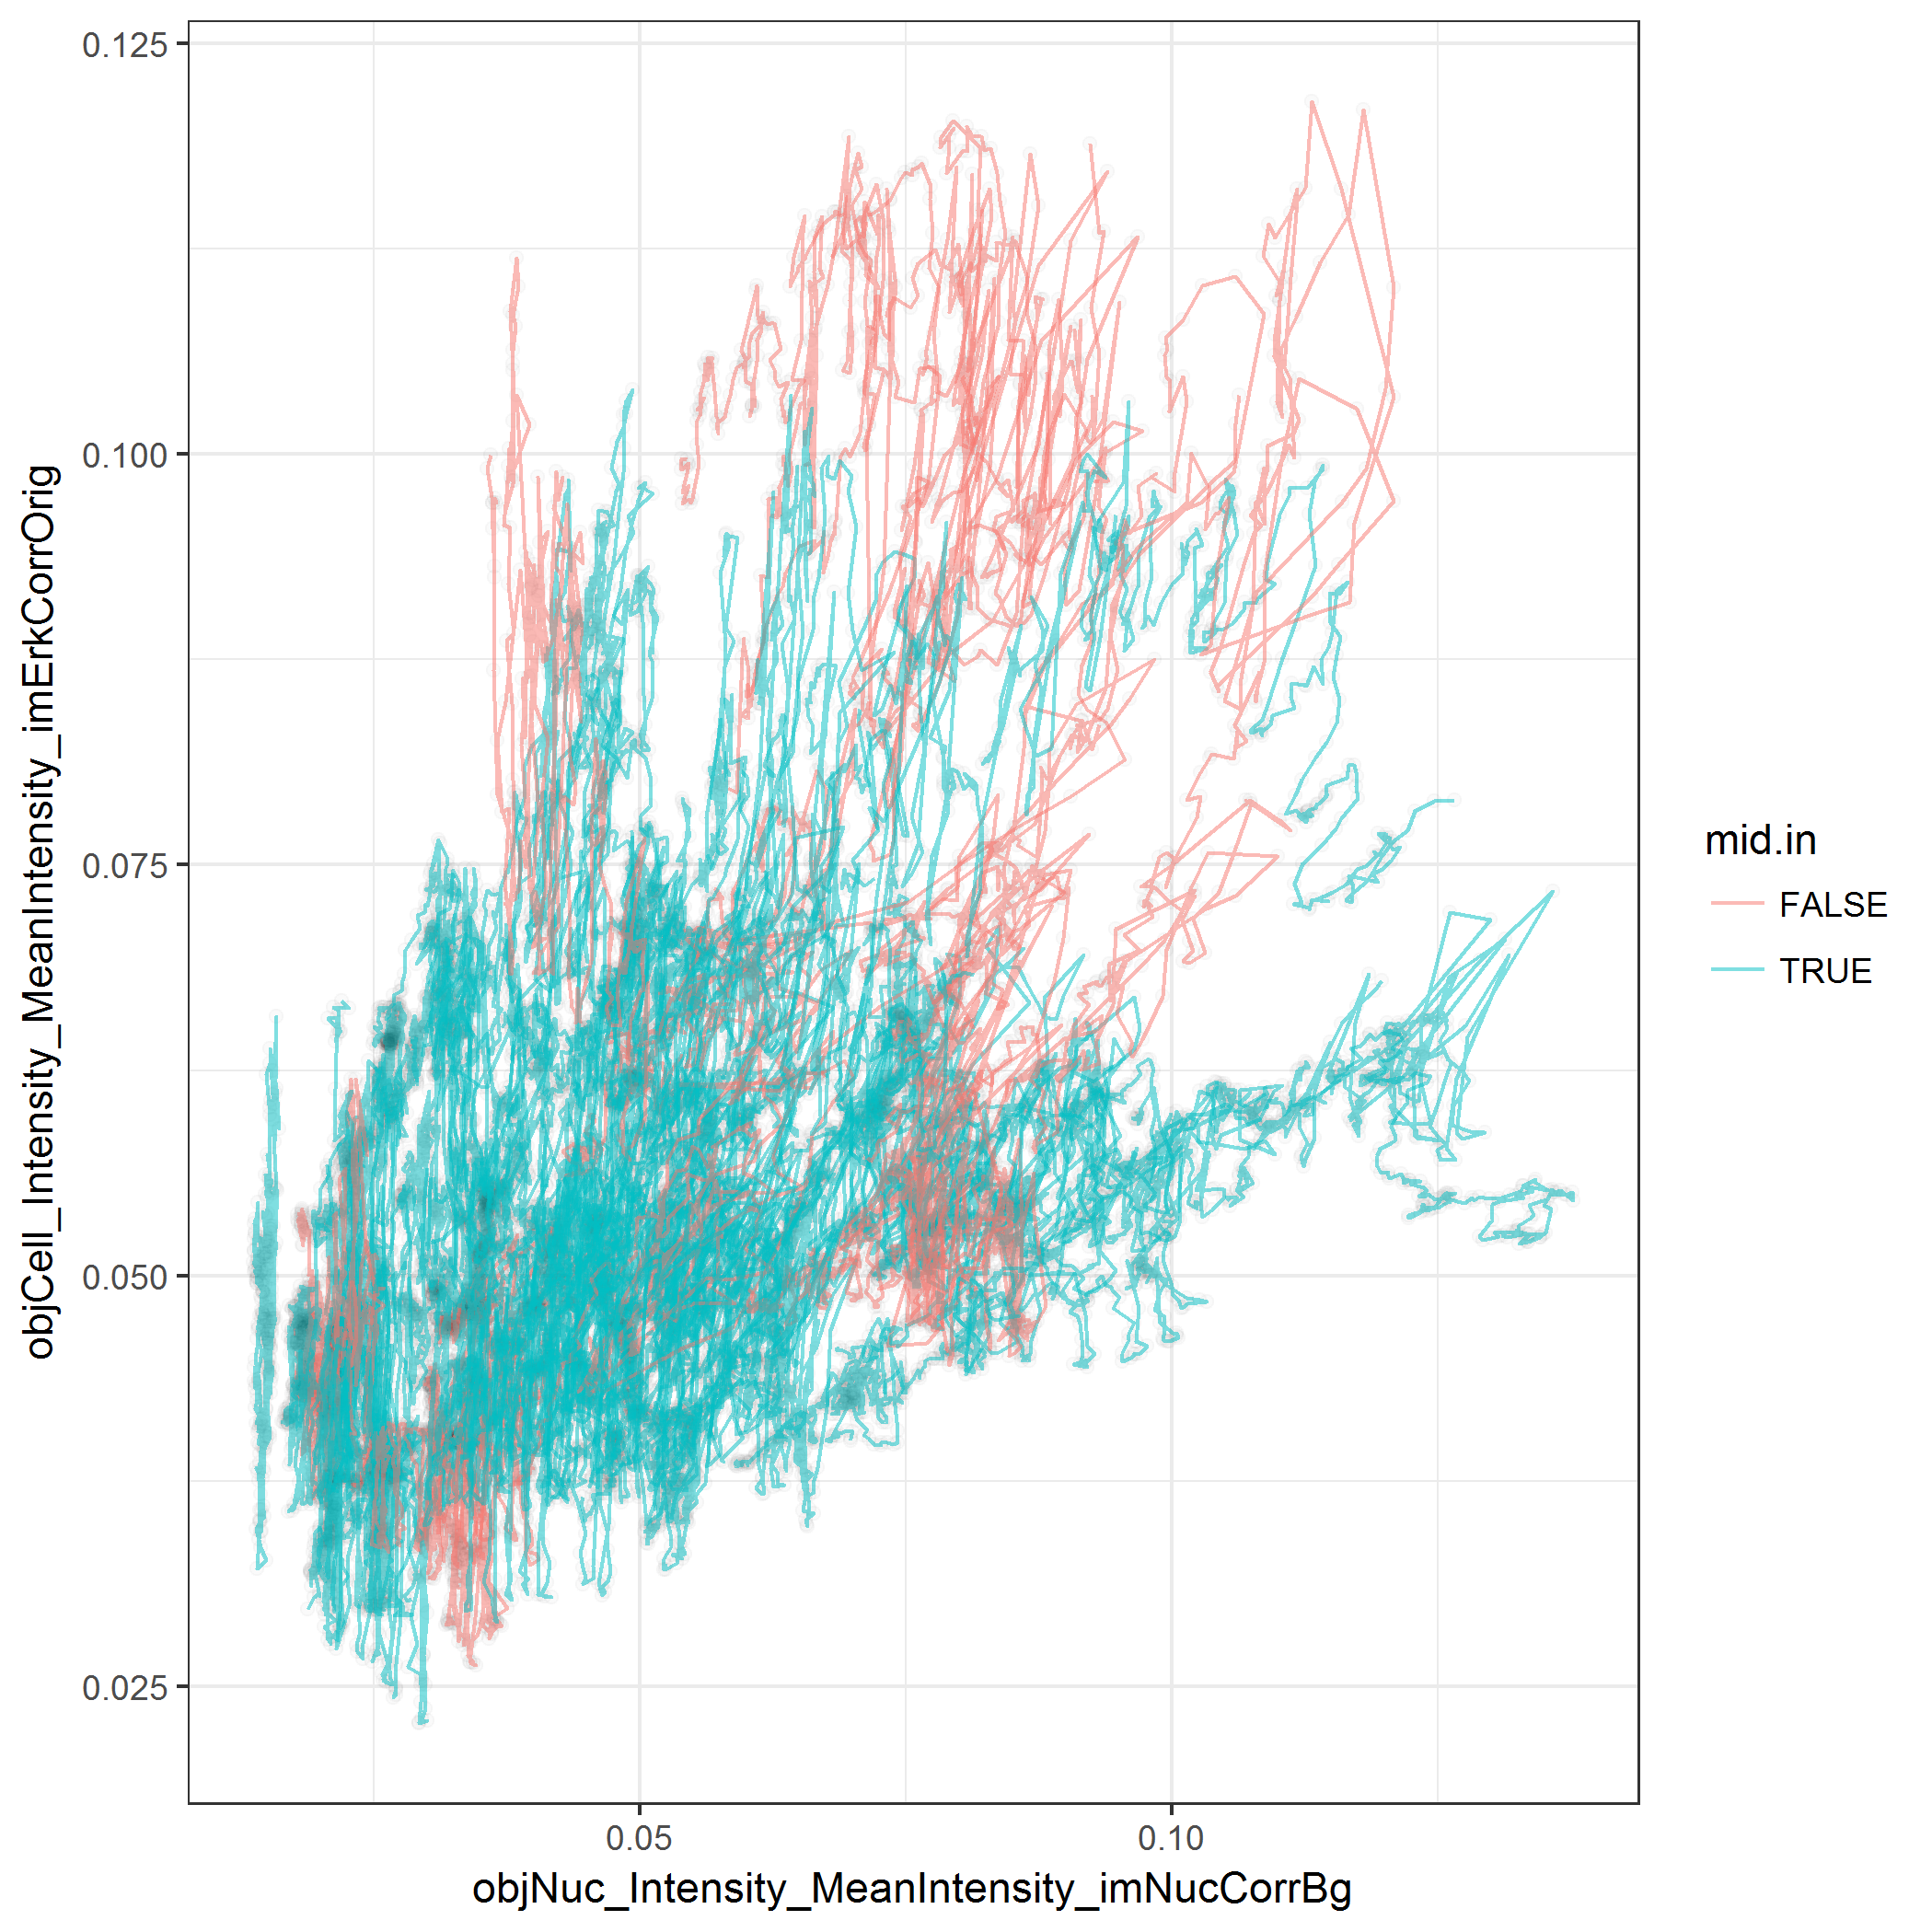 0.125
0.100
0.075
0.050
0.025
objCell_Intensity_MeanIntensity_imErkCorrOrig
0.05 0.10
objNuc_Intensity_MeanIntensity_imNucCorrBg
mid.in
FALSE
TRUE